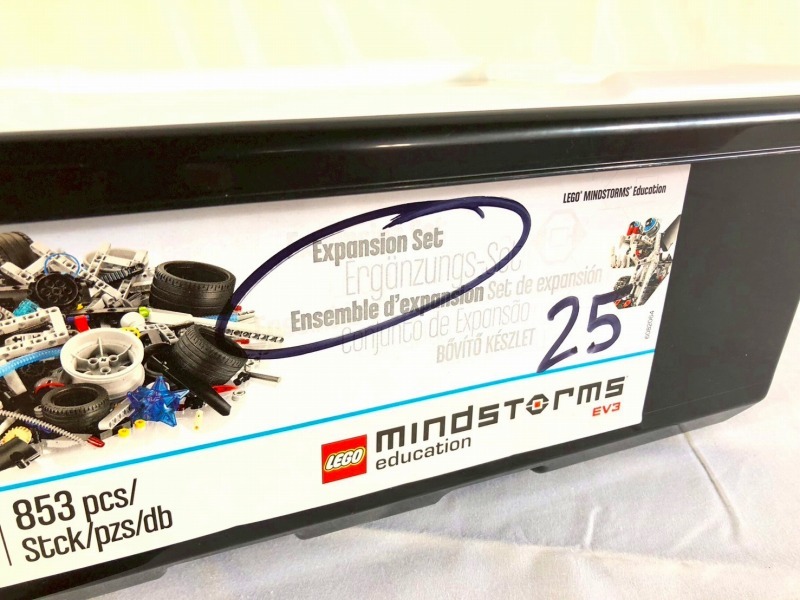 LEGO® MINDSTORMS® Education
Expansion Set
Ergänzungs-Set
Ensemble d'expansion Set de expansión
Conjunto de Expansão
BŐVÍTŐ KÉSZLET
25
6082064
LEGO mindstorms
education EV3
853 pcs/
stck/pzs/db